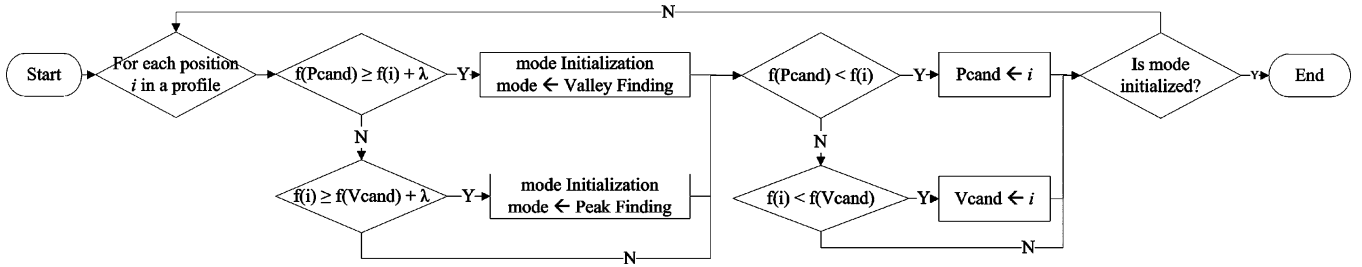 N
Start
For each position
i in a profile
f(Pcand) ≥ f(i) + λ
Y
mode Initialization
mode ← Valley Finding
f(Pcand) < f(i)
Y
Pcand ← i
Is mode
initialized?
Y
End
N
N
f(i) ≥ f(Vcand) + λ
Y
mode Initialization
mode ← Peak Finding
f(i) < f(Vcand)
Y
Vcand ← i
N
N